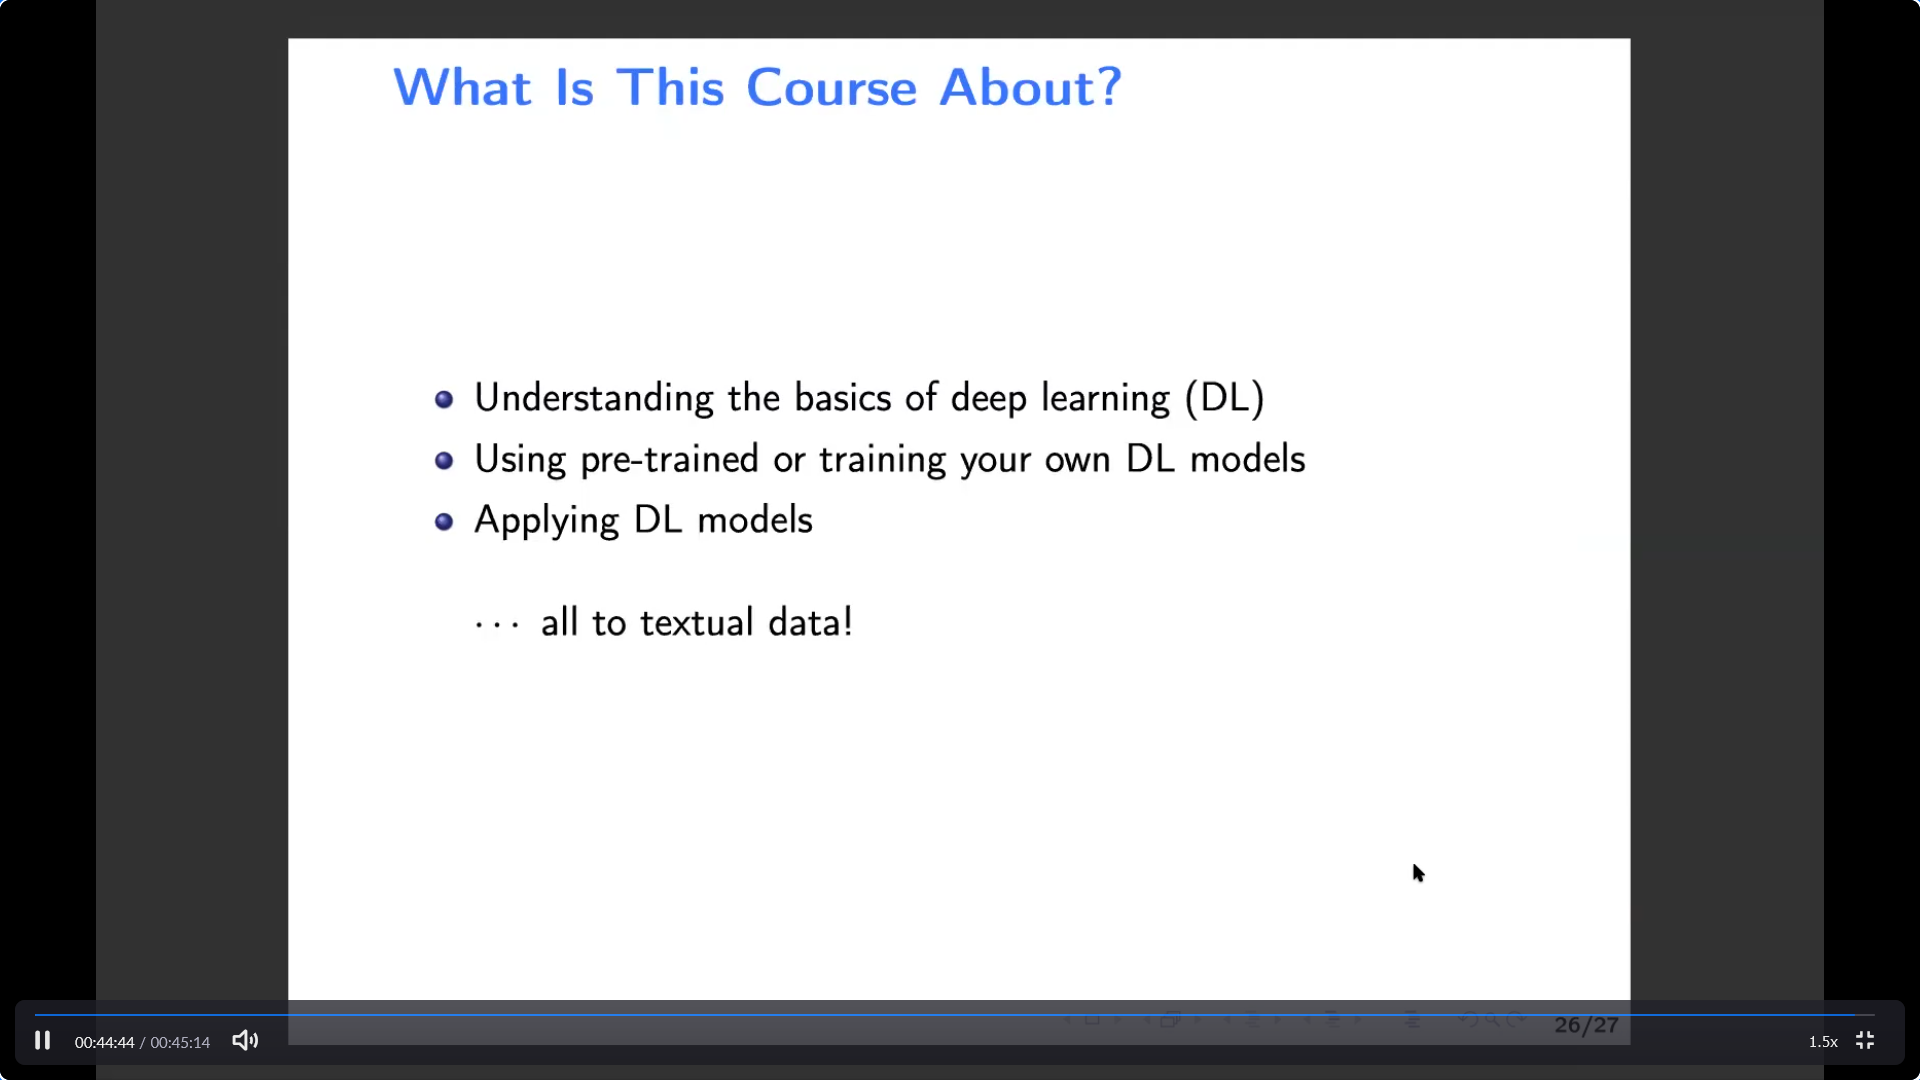 What Is This Course About?
Understanding the basics of deep learning (DL)
Using pre-trained or training your own DL models
Applying DL models
··· all to textual data!
26/27
00:44:44 / 00:45:14
1.5x